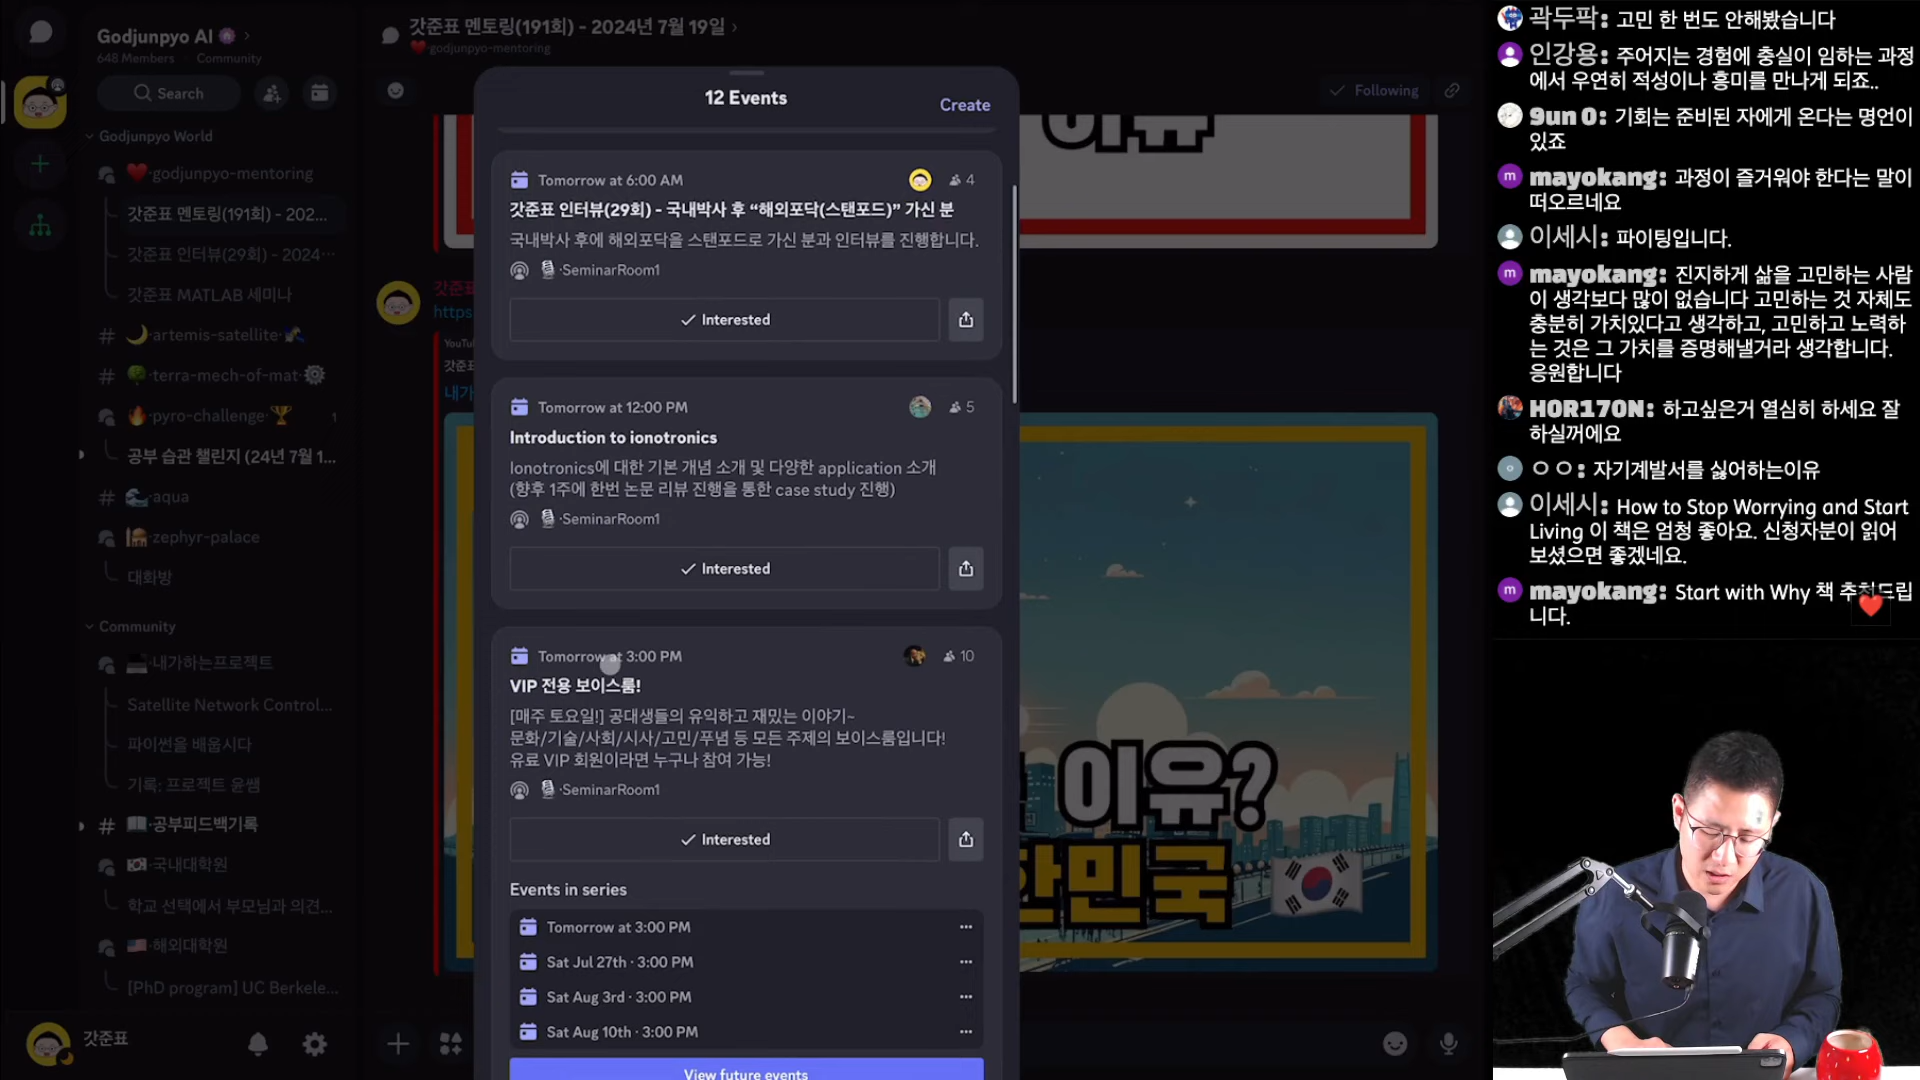 Godjunpyo AI
648 Members Community
Search
Godjunpyo World
godjunpyo-mentoring
갓준표 멘토링(191회) - 202...
갓준표 인터뷰(29회) - 2024...
갓준표 MATLAB 세미나
artemis-satellite
terra-mech-of-mat
pyro-challenge 1
공부 습관 챌린지 (24년 7월 1...
aqua
zephyr-palace
대화방
Community
내가하는프로젝트
Satellite Network Control...
파이썬을 배웁시다
기록: 프로젝트 윤쌤
공부피드백기록
국내대학원
학교 선택에서 부모님과 의견...
해외대학원
[PhD program] UC Berkele...
갓준표
갓준표 멘토링(191회) - 2024년 7월 19일
godjunpyo-mentoring
Following
이유
갓준표
https
YouTu
갓준표
내가
이유?
한민국
12 Events
Create
Tomorrow at 6:00 AM 4
갓준표 인터뷰(29회) - 국내박사 후 “해외포닥(스탠포드)” 가신 분
국내박사 후에 해외포닥을 스탠포드로 가신 분과 인터뷰를 진행합니다.
SeminarRoom1
Interested
Tomorrow at 12:00 PM 5
Introduction to ionotronics
Ionotronics에 대한 기본 개념 소개 및 다양한 application 소개
(향후 1주에 한번 논문 리뷰 진행을 통한 case study 진행)
SeminarRoom1
Interested
Tomorrow at 3:00 PM 10
VIP 전용 보이스룸!
[매주 토요일!] 공대생들의 유익하고 재밌는 이야기~
문화/기술/사회/시사/고민/푸념 등 모든 주제의 보이스룸입니다!
유료 VIP 회원이라면 누구나 참여 가능!
SeminarRoom1
Interested
Events in series
Tomorrow at 3:00 PM
Sat Jul 27th · 3:00 PM
Sat Aug 3rd · 3:00 PM
Sat Aug 10th · 3:00 PM
View future events
곽두팍: 고민 한 번도 안해봤습니다
인강용: 주어지는 경험에 충실이 임하는 과정
에서 우연히 적성이나 흥미를 만나게 되죠..
9un 0: 기회는 준비된 자에게 온다는 명언이
있죠
mayokang: 과정이 즐거워야 한다는 말이
떠오르네요
이세시: 파이팅입니다.
mayokang: 진지하게 삶을 고민하는 사람
이 생각보다 많이 없습니다 고민하는 것 자체도
충분히 가치있다고 생각하고, 고민하고 노력하
는 것은 그 가치를 증명해낼거라 생각합니다.
응원합니다
H0R170N: 하고싶은거 열심히 하세요 잘
하실꺼에요
ㅇㅇ: 자기계발서를 싫어하는이유
이세시: How to Stop Worrying and Start
Living 이 책은 엄청 좋아요. 신청자분이 읽어
보셨으면 좋겠네요.
mayokang: Start with Why 책 추천드립
니다.